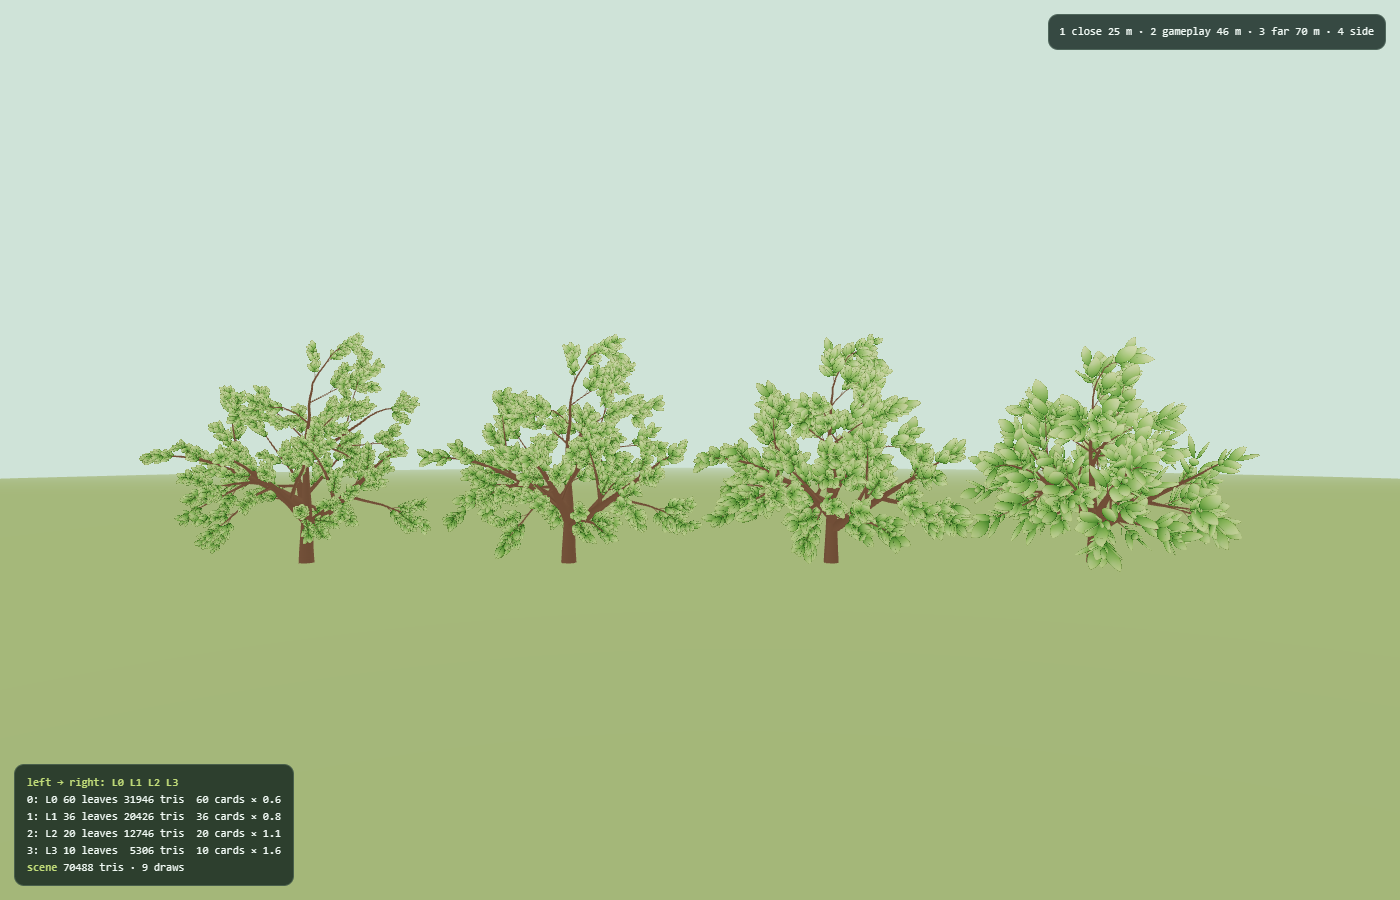 1 close 25 m · 2 gameplay 46 m · 3 far 70 m · 4 side
left → right: L0 L1 L2 L3
0: L0 60 leaves 31946 tris  60 cards × 0.6
1: L1 36 leaves 20426 tris  36 cards × 0.8
2: L2 20 leaves 12746 tris  20 cards × 1.1
3: L3 10 leaves  5306 tris  10 cards × 1.6
scene 70488 tris · 9 draws